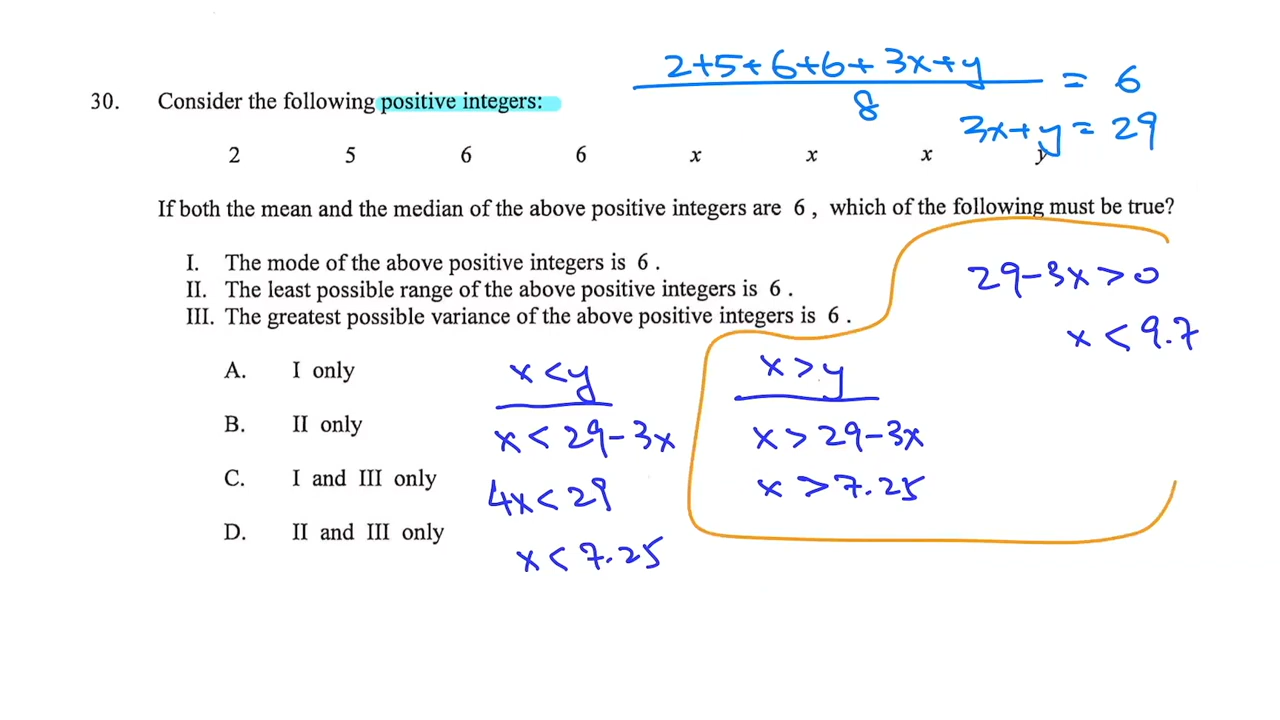 2+5+6+6+3x+y
8
= 6
30. Consider the following positive integers:
3x+y = 29
2 5 6 6 x x x y
If both the mean and the median of the above positive integers are 6 , which of the following must be true?
I. The mode of the above positive integers is 6 .
II. The least possible range of the above positive integers is 6 .
III. The greatest possible variance of the above positive integers is 6 .
29-3x>0
x < 9.7
A. I only
B. II only
C. I and III only
D. II and III only
x < y
x < 29-3x
4x < 29
x < 7.25
x > y
x > 29-3x
x > 7.25